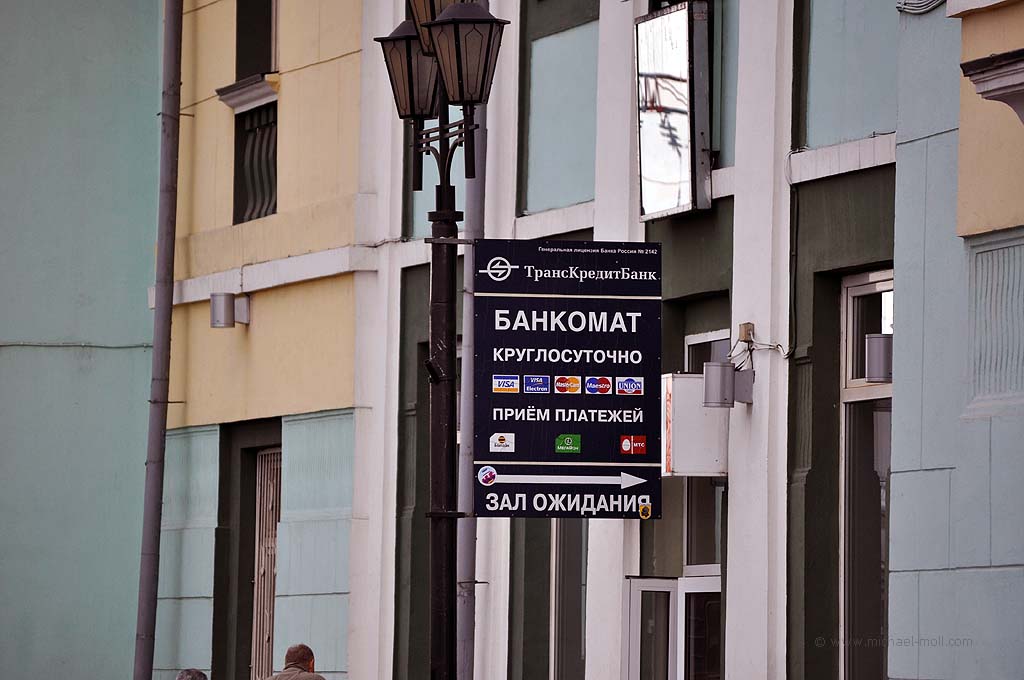 Генеральная лицензия Банка России № 2142
ТрансКредитБанк
БАНКОМАТ
КРУГЛОСУТОЧНО
VISA VISA Electron MasterCard Maestro UNION
ПРИЁМ ПЛАТЕЖЕЙ
Билайн МегаФон МТС
ЗАЛ ОЖИДАНИЯ
© www.michael-moll.com